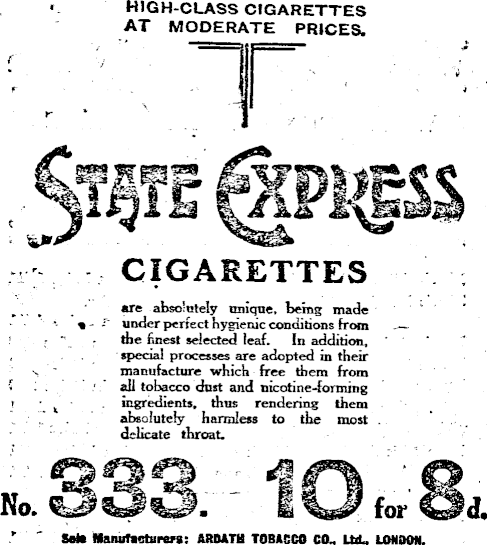 HIGH-CLASS CIGARETTES
AT MODERATE PRICES.
STATE EXPRESS
CIGARETTES
are absolutely unique, being made
under perfect hygienic conditions from
the finest selected leaf. In addition,
special processes are adopted in their
manufacture which free them from
all tobacco dust and nicotine-forming
ingredients, thus rendering them
absolutely harmless to the most
delicate throat.
No. 333. 10 for 8d.
Sole Manufacturers: ARDATH TOBACCO CO., Ltd., LONDON.